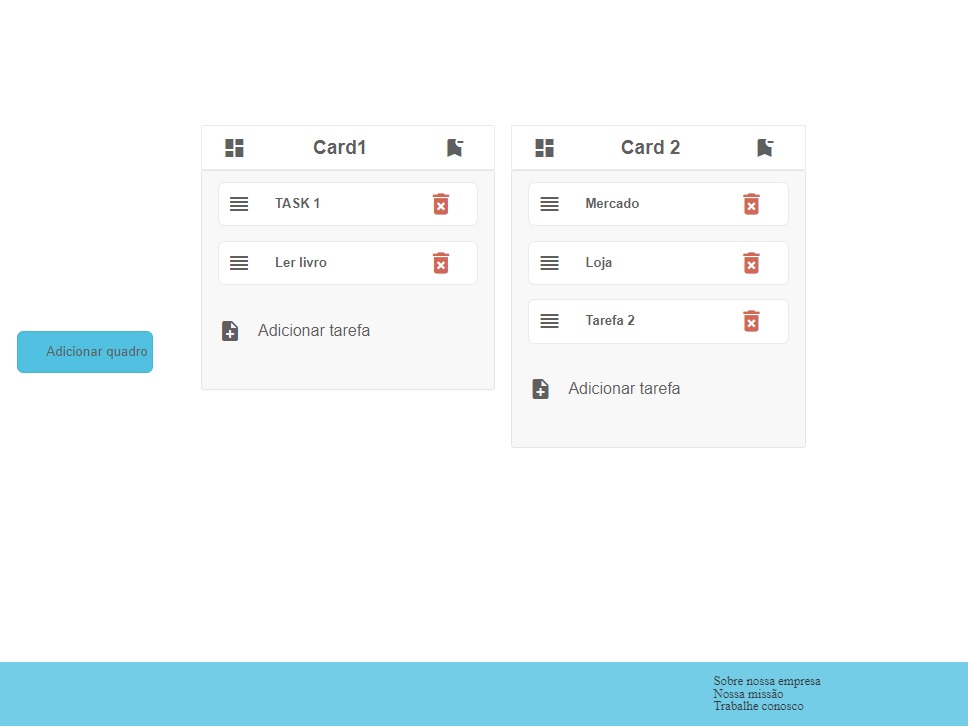 Card1
TASK 1
Ler livro
Adicionar tarefa
Card 2
Mercado
Loja
Tarefa 2
Adicionar tarefa
Adicionar quadro
Sobre nossa empresa
Nossa missão
Trabalhe conosco